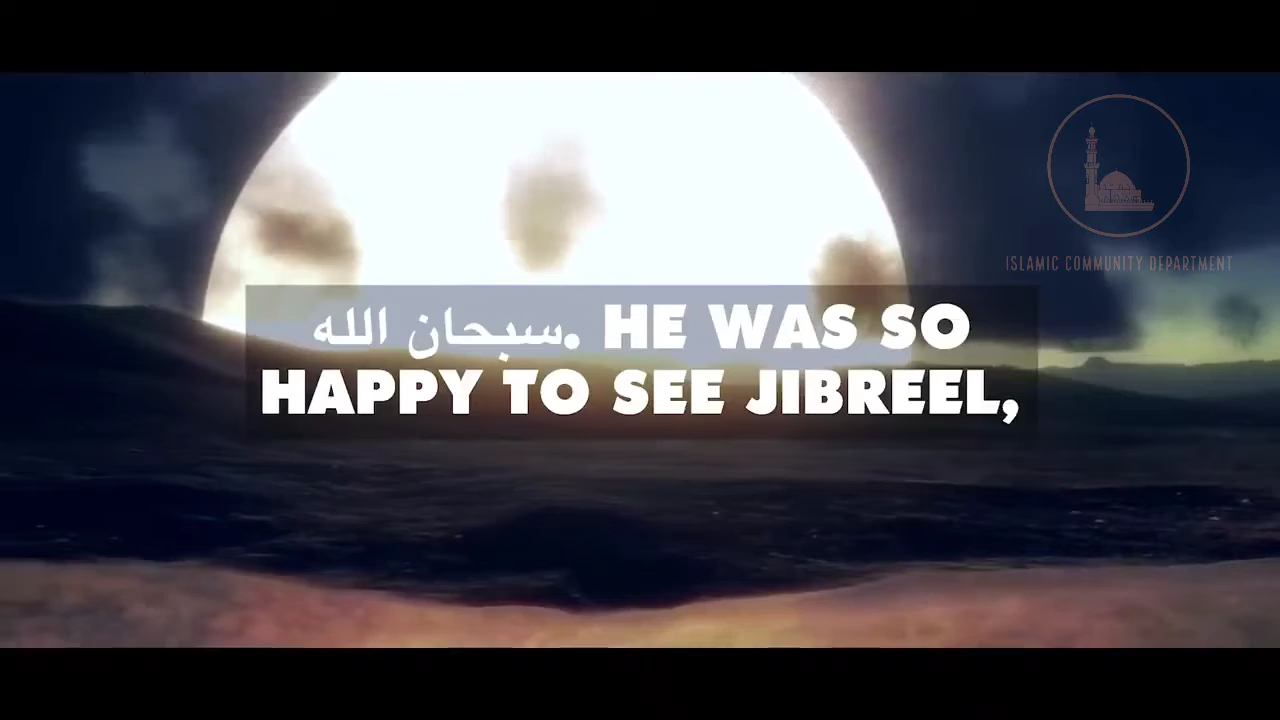 ISLAMIC COMMUNITY DEPARTMENT
سبحان الله. HE WAS SO
HAPPY TO SEE JIBREEL,